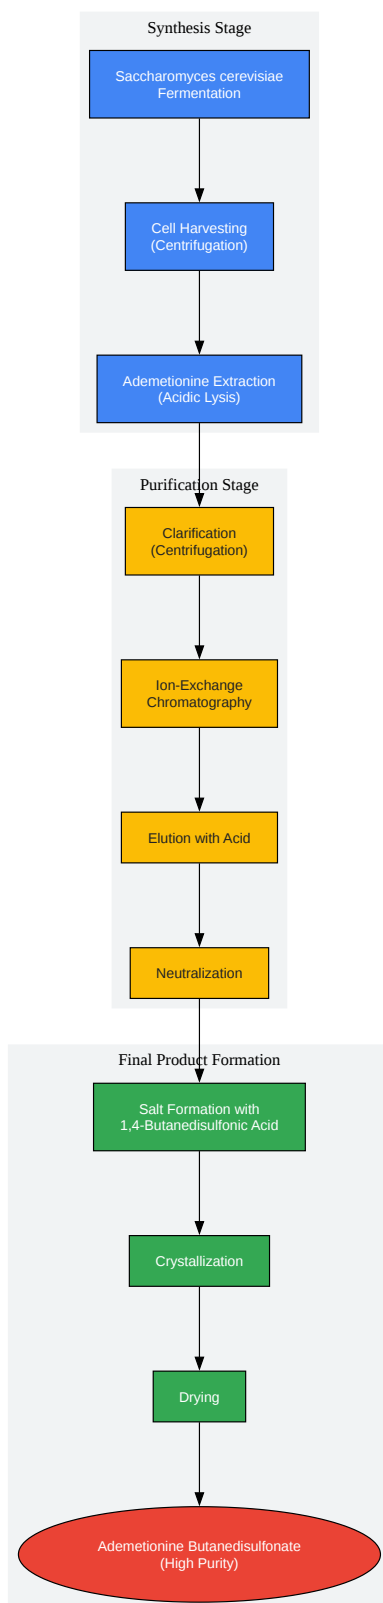 Synthesis Stage
Saccharomyces cerevisiae
Fermentation
Cell Harvesting
(Centrifugation)
Ademetionine Extraction
(Acidic Lysis)
Purification Stage
Clarification
(Centrifugation)
Ion-Exchange
Chromatography
Elution with Acid
Neutralization
Final Product Formation
Salt Formation with
1,4-Butanedisulfonic Acid
Crystallization
Drying
Ademetionine Butanedisulfonate
(High Purity)